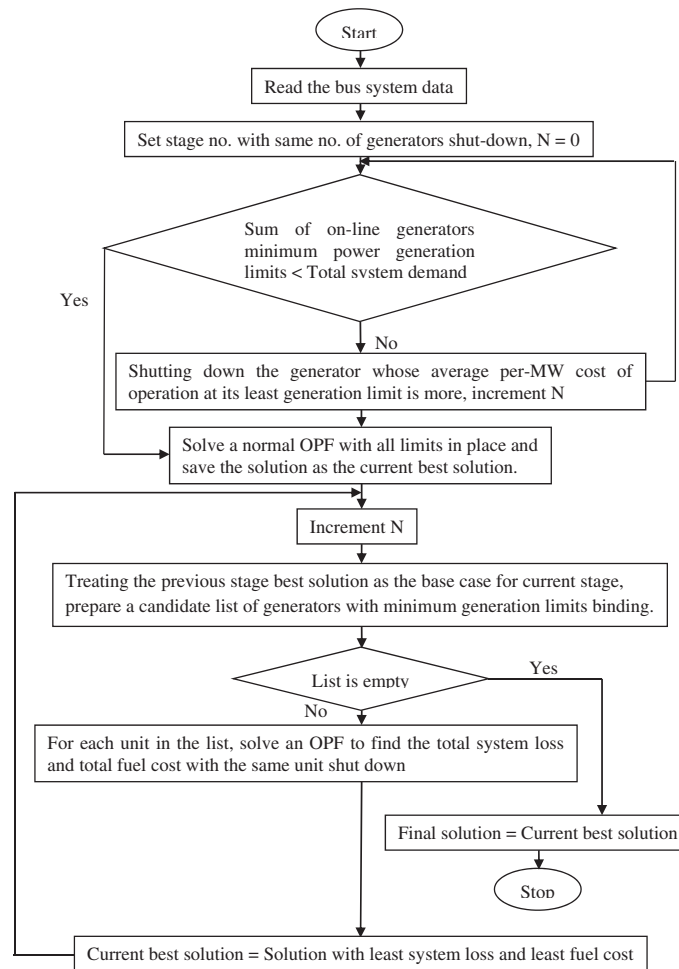 Start
Read the bus system data
Set stage no. with same no. of generators shut-down, N = 0
Sum of on-line generators
minimum power generation
limits < Total system demand
Yes
No
Shutting down the generator whose average per-MW cost of
operation at its least generation limit is more, increment N
Solve a normal OPF with all limits in place and
save the solution as the current best solution.
Increment N
Treating the previous stage best solution as the base case for current stage,
prepare a candidate list of generators with minimum generation limits binding.
List is empty
Yes
No
For each unit in the list, solve an OPF to find the total system loss
and total fuel cost with the same unit shut down
Final solution = Current best solution
Stop
Current best solution = Solution with least system loss and least fuel cost